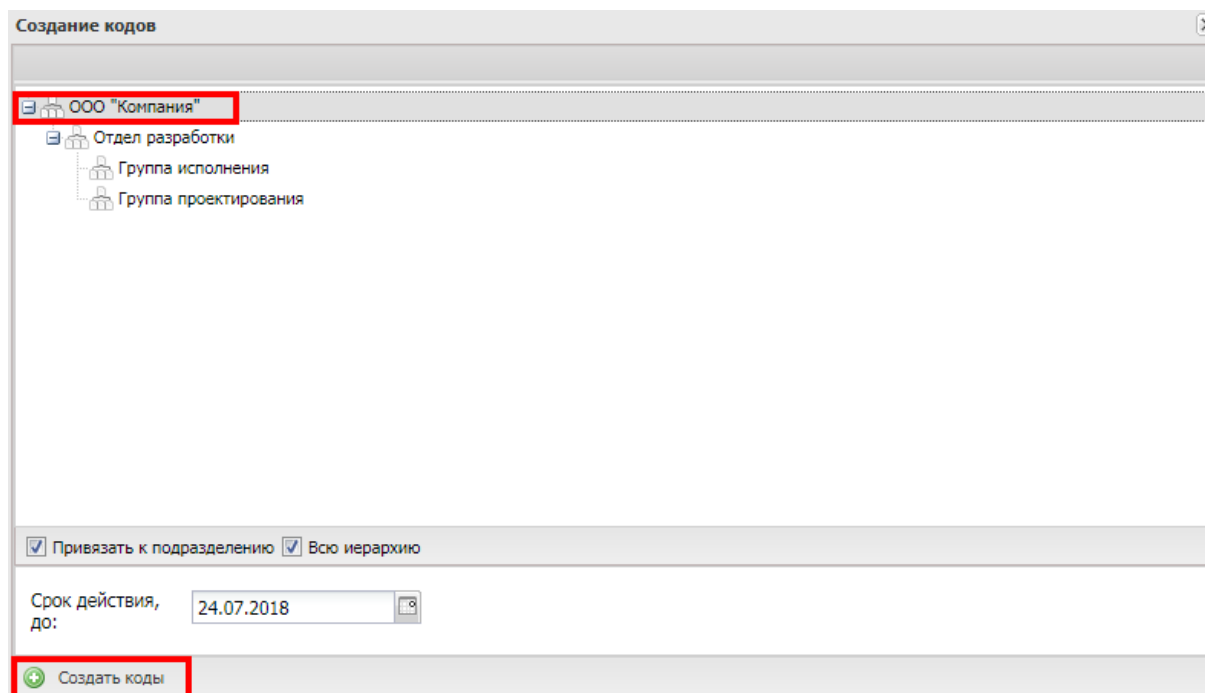 Создание кодов
ООО "Компания"
Отдел разработки
Группа исполнения
Группа проектирования
Привязать к подразделению Всю иерархию
Срок действия,
до:
24.07.2018
Создать коды